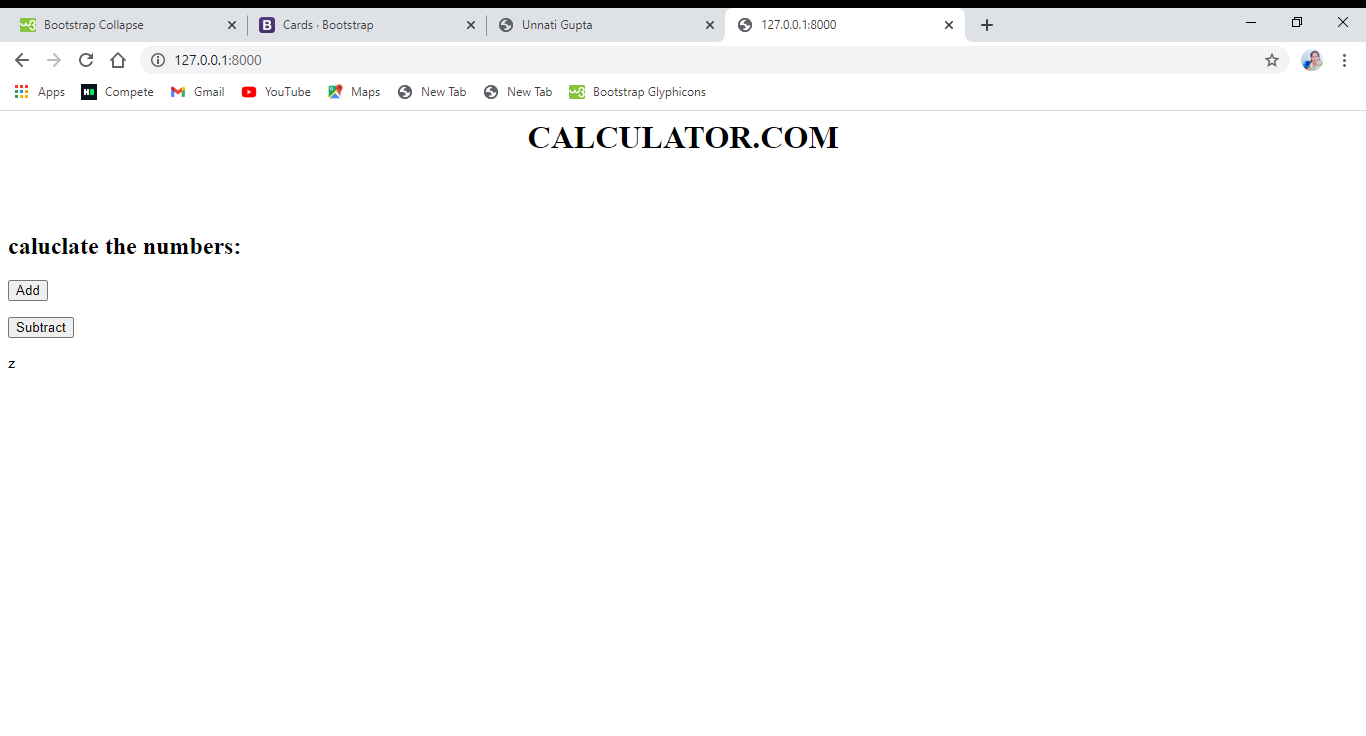 Bootstrap Collapse
Cards · Bootstrap
Unnati Gupta
127.0.0.1:8000
127.0.0.1:8000
Apps
Compete
Gmail
YouTube
Maps
New Tab
New Tab
Bootstrap Glyphicons
CALCULATOR.COM
caluclate the numbers:
Add
Subtract
z